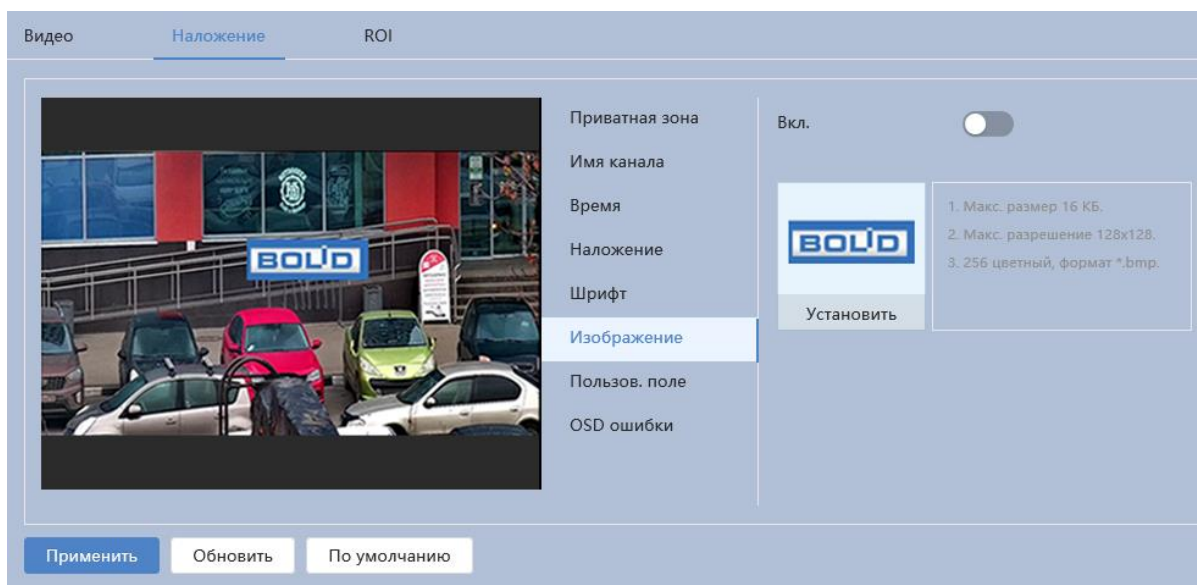 Видео
Наложение
ROI
BOLID
Приватная зона
Имя канала
Время
Наложение
Шрифт
Изображение
Пользов. поле
OSD ошибки
Вкл.
BOLID
Установить
1. Макс. размер 16 КБ.
2. Макс. разрешение 128x128.
3. 256 цветный, формат *.bmp.
Применить
Обновить
По умолчанию